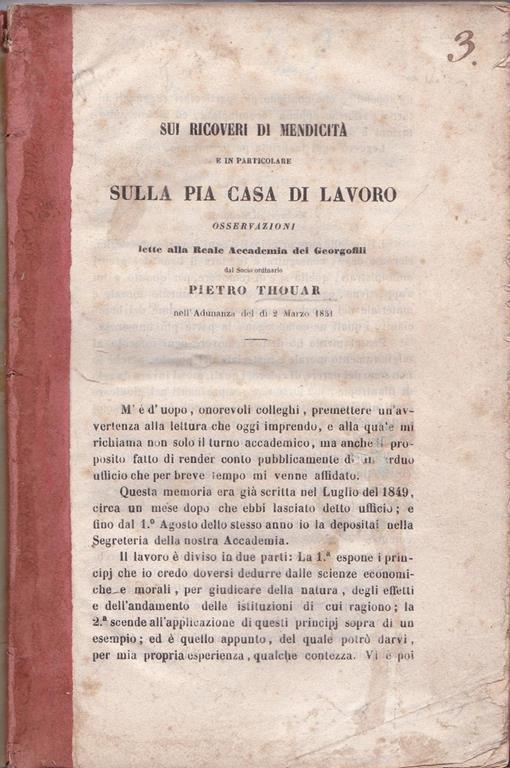 3.
SUI RICOVERI DI MENDICITÀ
E IN PARTICOLARE
SULLA PIA CASA DI LAVORO
OSSERVAZIONI
lette alla Reale Accademia dei Georgofili
dal Socio ordinario
PIETRO THOUAR
nell'Adunanza del dì 2 Marzo 1851
M' è d' uopo, onorevoli colleghi, premettere un'av-
vertenza alla lettura che oggi imprendo, e alla quale mi
richiama non solo il turno accademico, ma anche il pro-
posito fatto di render conto pubblicamente di un arduo
ufficio che per breve tempo mi venne affidato.
Questa memoria era già scritta nel Luglio del 1849,
circa un mese dopo che ebbi lasciato detto ufficio; e
fino dal 1.º Agosto dello stesso anno io la depositai nella
Segreteria della nostra Accademia.
Il lavoro è diviso in due parti: La 1.ª espone i prin-
cipj che io credo doversi dedurre dalle scienze economi-
che e morali, per giudicare della natura, degli effetti
e dell'andamento delle istituzioni di cui ragiono; la
2.ª scende all'applicazione di questi principj sopra di un
esempio; ed è quello appunto, del quale potrò darvi,
per mia propria esperienza, qualche contezza. Vi è poi